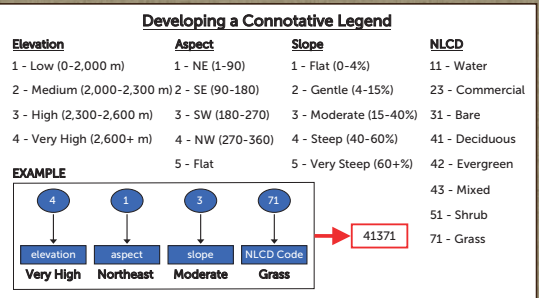 Developing a Connotative Legend
Elevation
1 - Low (0-2,000 m)
2 - Medium (2,000-2,300 m)
3 - High (2,300-2,600 m)
4 - Very High (2,600+ m)
Aspect
1 - NE (1-90)
2 - SE (90-180)
3 - SW (180-270)
4 - NW (270-360)
5 - Flat
Slope
1 - Flat (0-4%)
2 - Gentle (4-15%)
3 - Moderate (15-40%)
4 - Steep (40-60%)
5 - Very Steep (60+%)
NLCD
11 - Water
23 - Commercial
31 - Bare
41 - Deciduous
42 - Evergreen
43 - Mixed
51 - Shrub
71 - Grass
EXAMPLE
4 1 3 71
elevation aspect slope NLCD Code
Very High Northeast Moderate Grass
41371